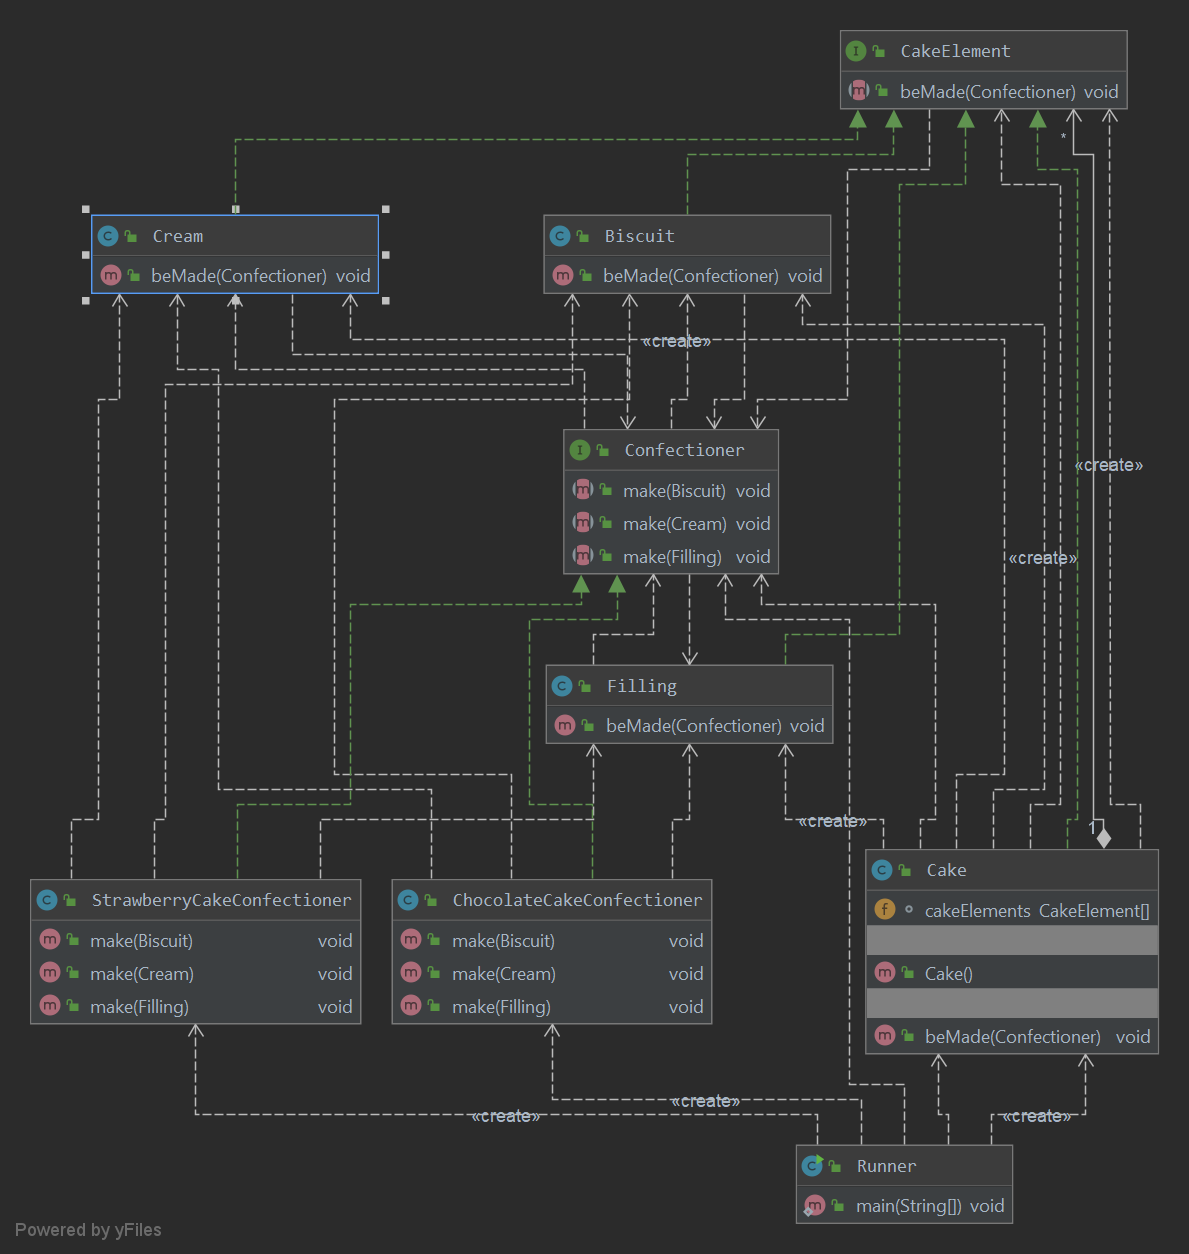 CakeElement
beMade(Confectioner) void
*
Cream
beMade(Confectioner) void
Biscuit
beMade(Confectioner) void
«create»
Confectioner
make(Biscuit) void
make(Cream) void
make(Filling) void
«create»
«create»
Filling
beMade(Confectioner) void
«create»
1
StrawberryCakeConfectioner
make(Biscuit) void
make(Cream) void
make(Filling) void
ChocolateCakeConfectioner
make(Biscuit) void
make(Cream) void
make(Filling) void
Cake
cakeElements CakeElement[]
Cake()
beMade(Confectioner) void
«create»
«create»
«create»
Runner
main(String[]) void
Powered by yFiles